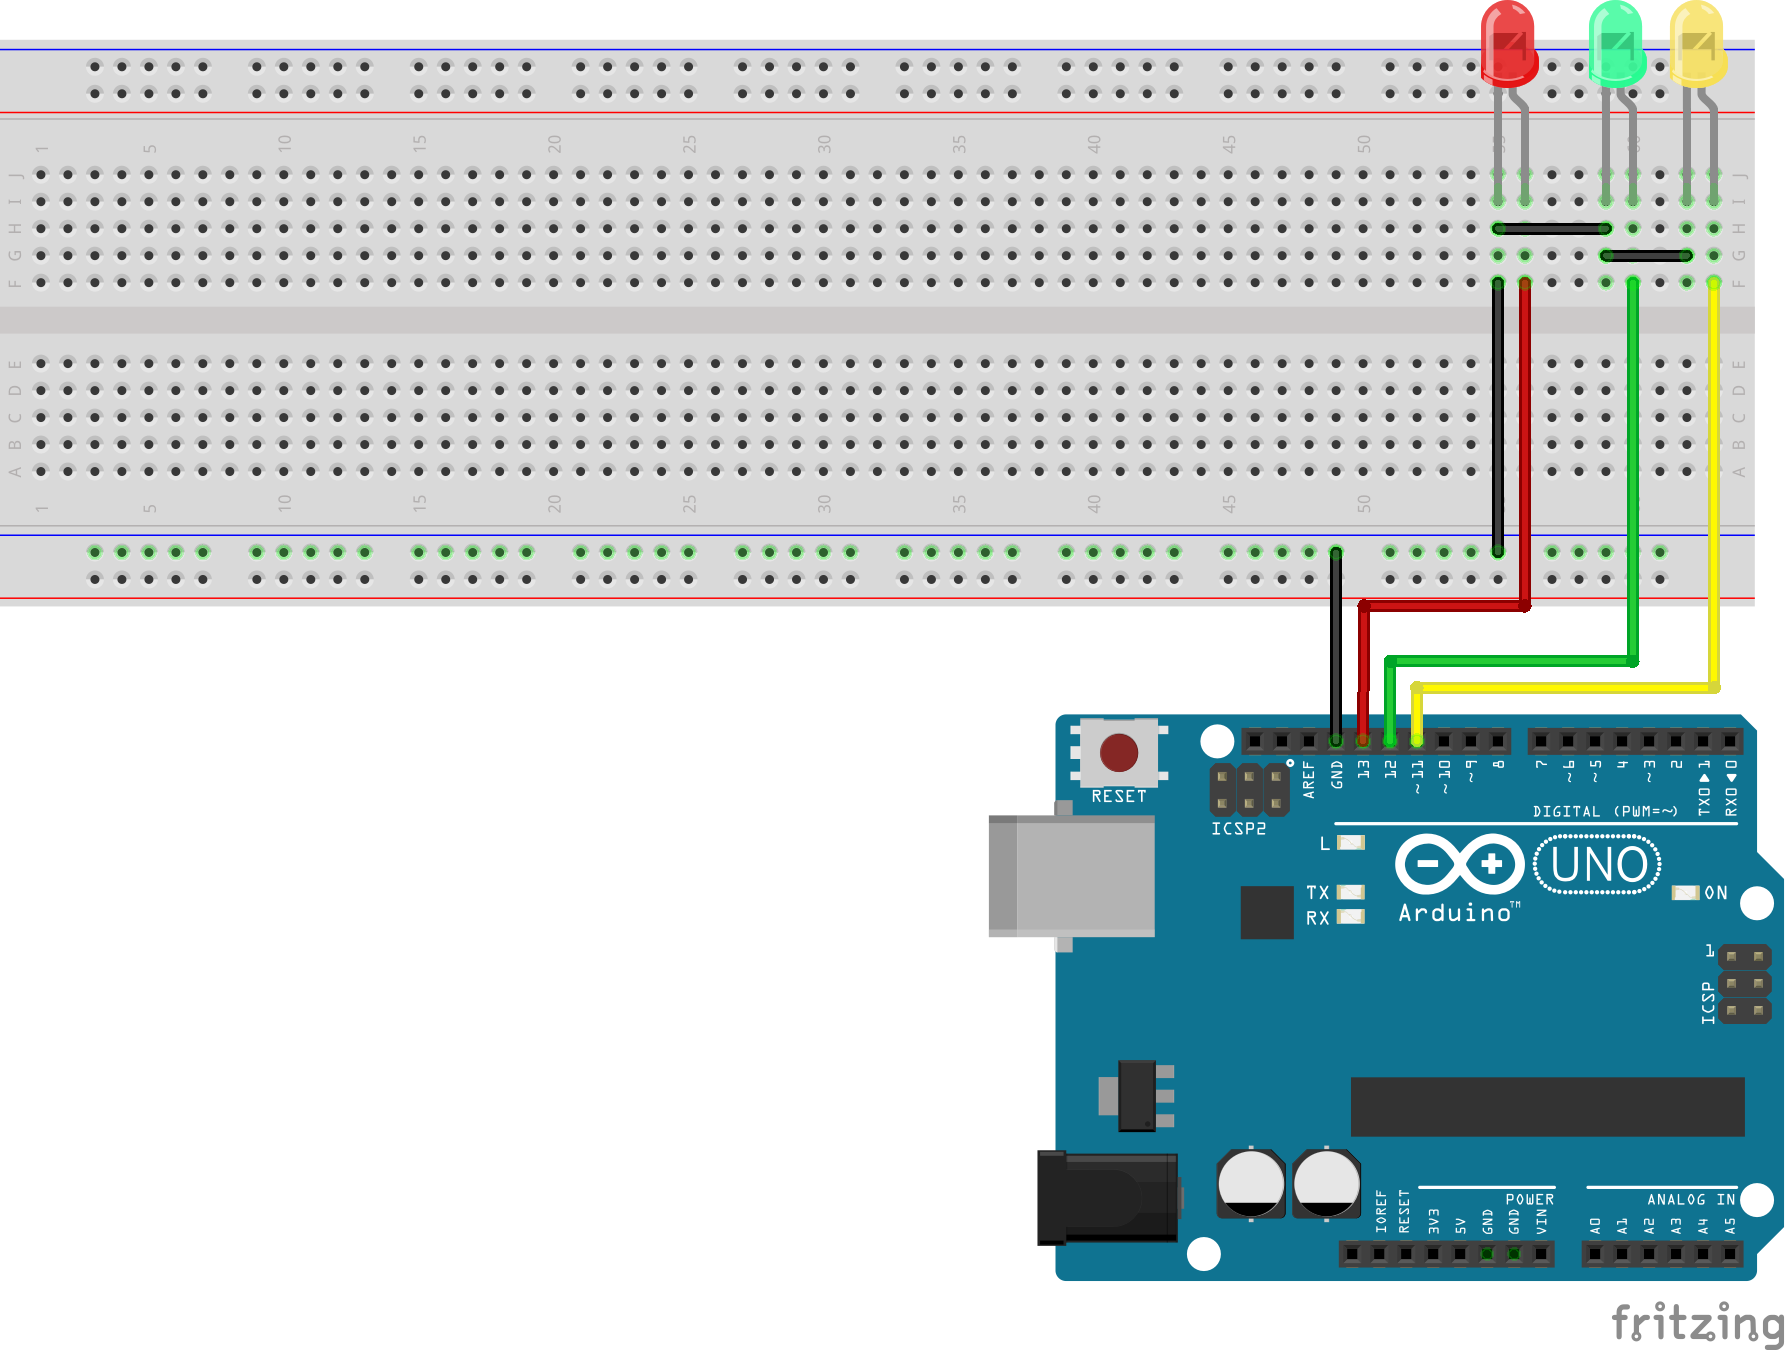 1 5 10 15 20 25 30 35 40 45 50
J J
I I
H H
G G
F F
E E
D D
C C
B B
A A
1 5 10 15 20 25 30 35 40 45 50
RESET
AREF GND 13 12 ~11 ~10 ~9 8 7 ~6 ~5 4 ~3 2 TX0▶1 RX0◀0
ICSP2
DIGITAL (PWM=~)
L
TX
RX
UNO
ON
Arduino™
1
ICSP
POWER
ANALOG IN
IOREF RESET 3V3 5V GND GND VIN A0 A1 A2 A3 A4 A5
fritzing